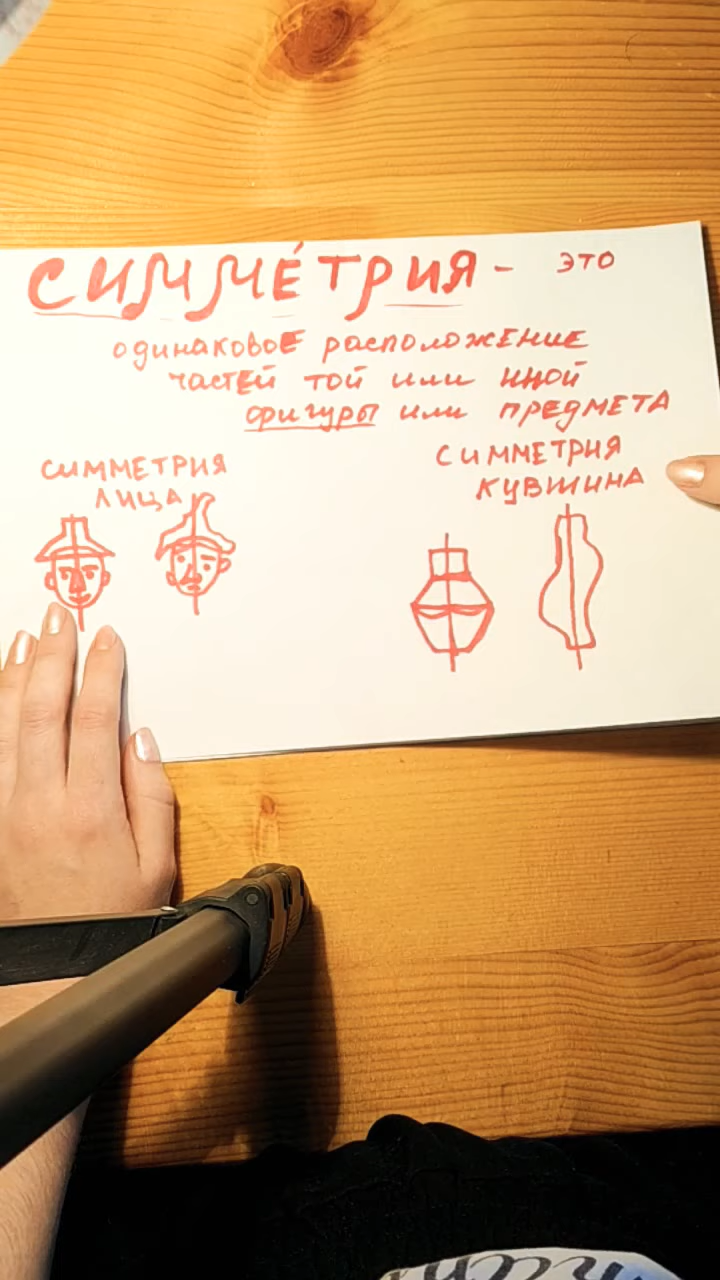 СИММЕ́ТРИЯ - ЭТО
одинаковое расположение
частей той или иной
фигуры или предмета
СИММЕТРИЯ
ЛИЦА
СИММЕТРИЯ
КУВШИНА